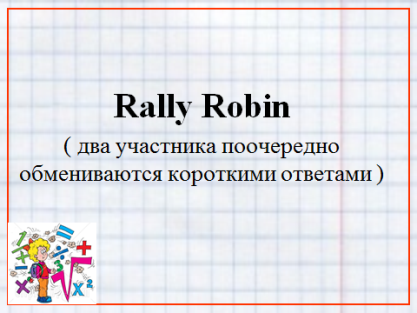 Rally Robin
( два участника поочередно
обмениваются короткими ответами )